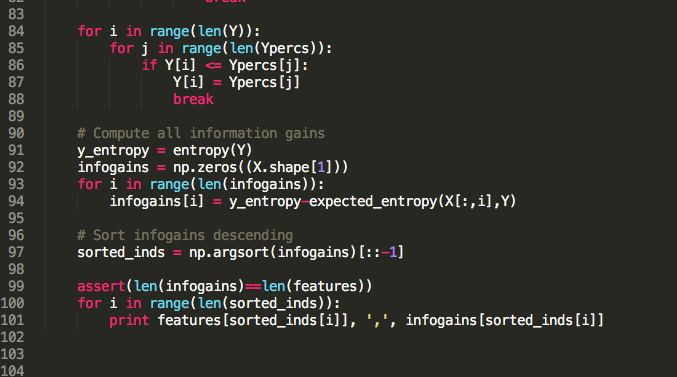 82                 break
83
84     for i in range(len(Y)):
85         for j in range(len(Ypercs)):
86             if Y[i] <= Ypercs[j]:
87                 Y[i] = Ypercs[j]
88                 break
89
90     # Compute all information gains
91     y_entropy = entropy(Y)
92     infogains = np.zeros((X.shape[1]))
93     for i in range(len(infogains)):
94         infogains[i] = y_entropy-expected_entropy(X[:,i],Y)
95
96     # Sort infogains descending
97     sorted_inds = np.argsort(infogains)[::-1]
98
99     assert(len(infogains)==len(features))
100     for i in range(len(sorted_inds)):
101         print features[sorted_inds[i]], ',', infogains[sorted_inds[i]]
102
103
104